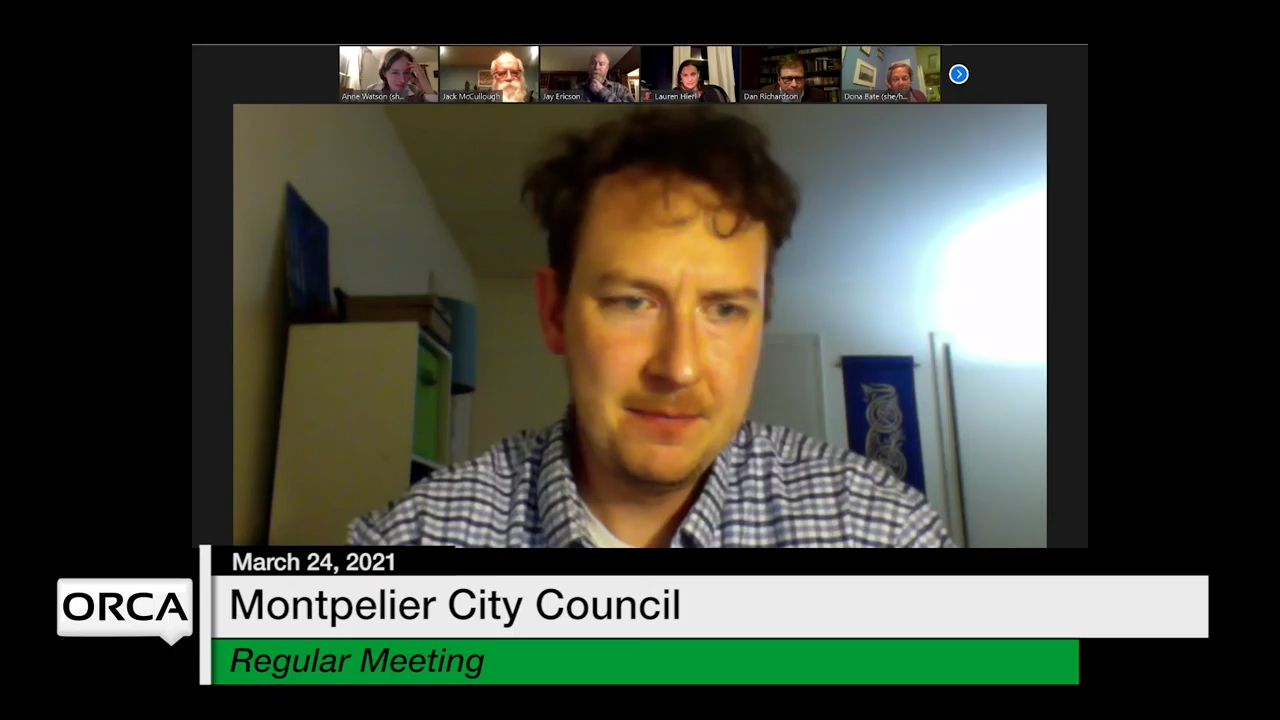 Anne Watson (sh...
Jack McCullough
Jay Ericson
Lauren Hierl
Dan Richardson
Dona Bate (she/h...
March 24, 2021
ORCA
Montpelier City Council
Regular Meeting